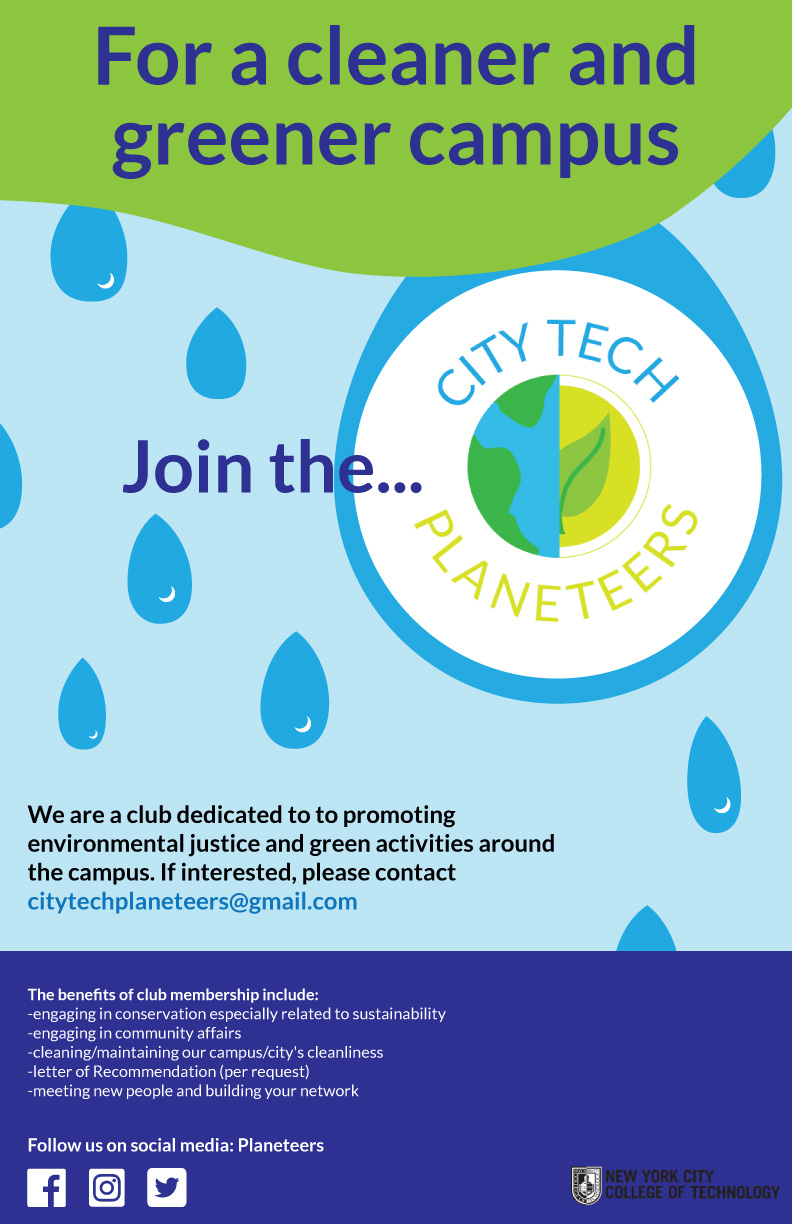 For a cleaner and
greener campus
CITY TECH
Join the...
PLANETEERS
We are a club dedicated to to promoting
environmental justice and green activities around
the campus. If interested, please contact
citytechplaneteers@gmail.com
The benefits of club membership include:
-engaging in conservation especially related to sustainability
-engaging in community affairs
-cleaning/maintaining our campus/city's cleanliness
-letter of Recommendation (per request)
-meeting new people and building your network
Follow us on social media: Planeteers
NEW YORK CITY
COLLEGE OF TECHNOLOGY